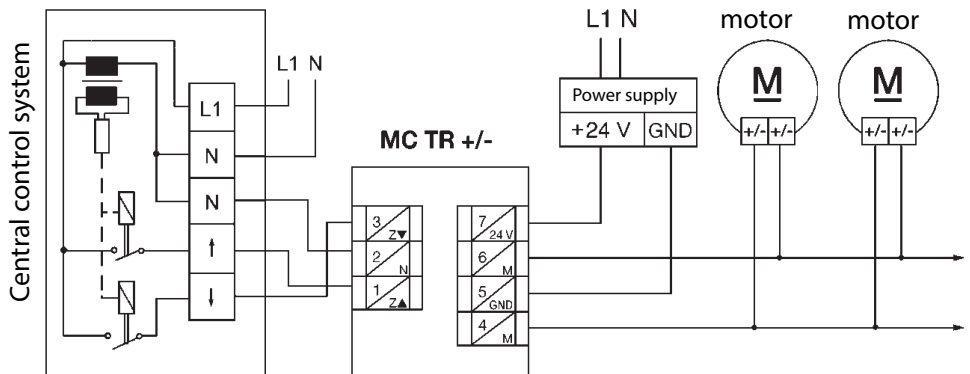 Central control system
L1
N
N
↑
↓
L1 N
MC TR +/-
3 Z▼
2 N
1 Z▲
7 24 V
6 M
5 GND
4 M
L1 N
Power supply
+24 V GND
motor
M
+/- +/-
motor
M
+/- +/-